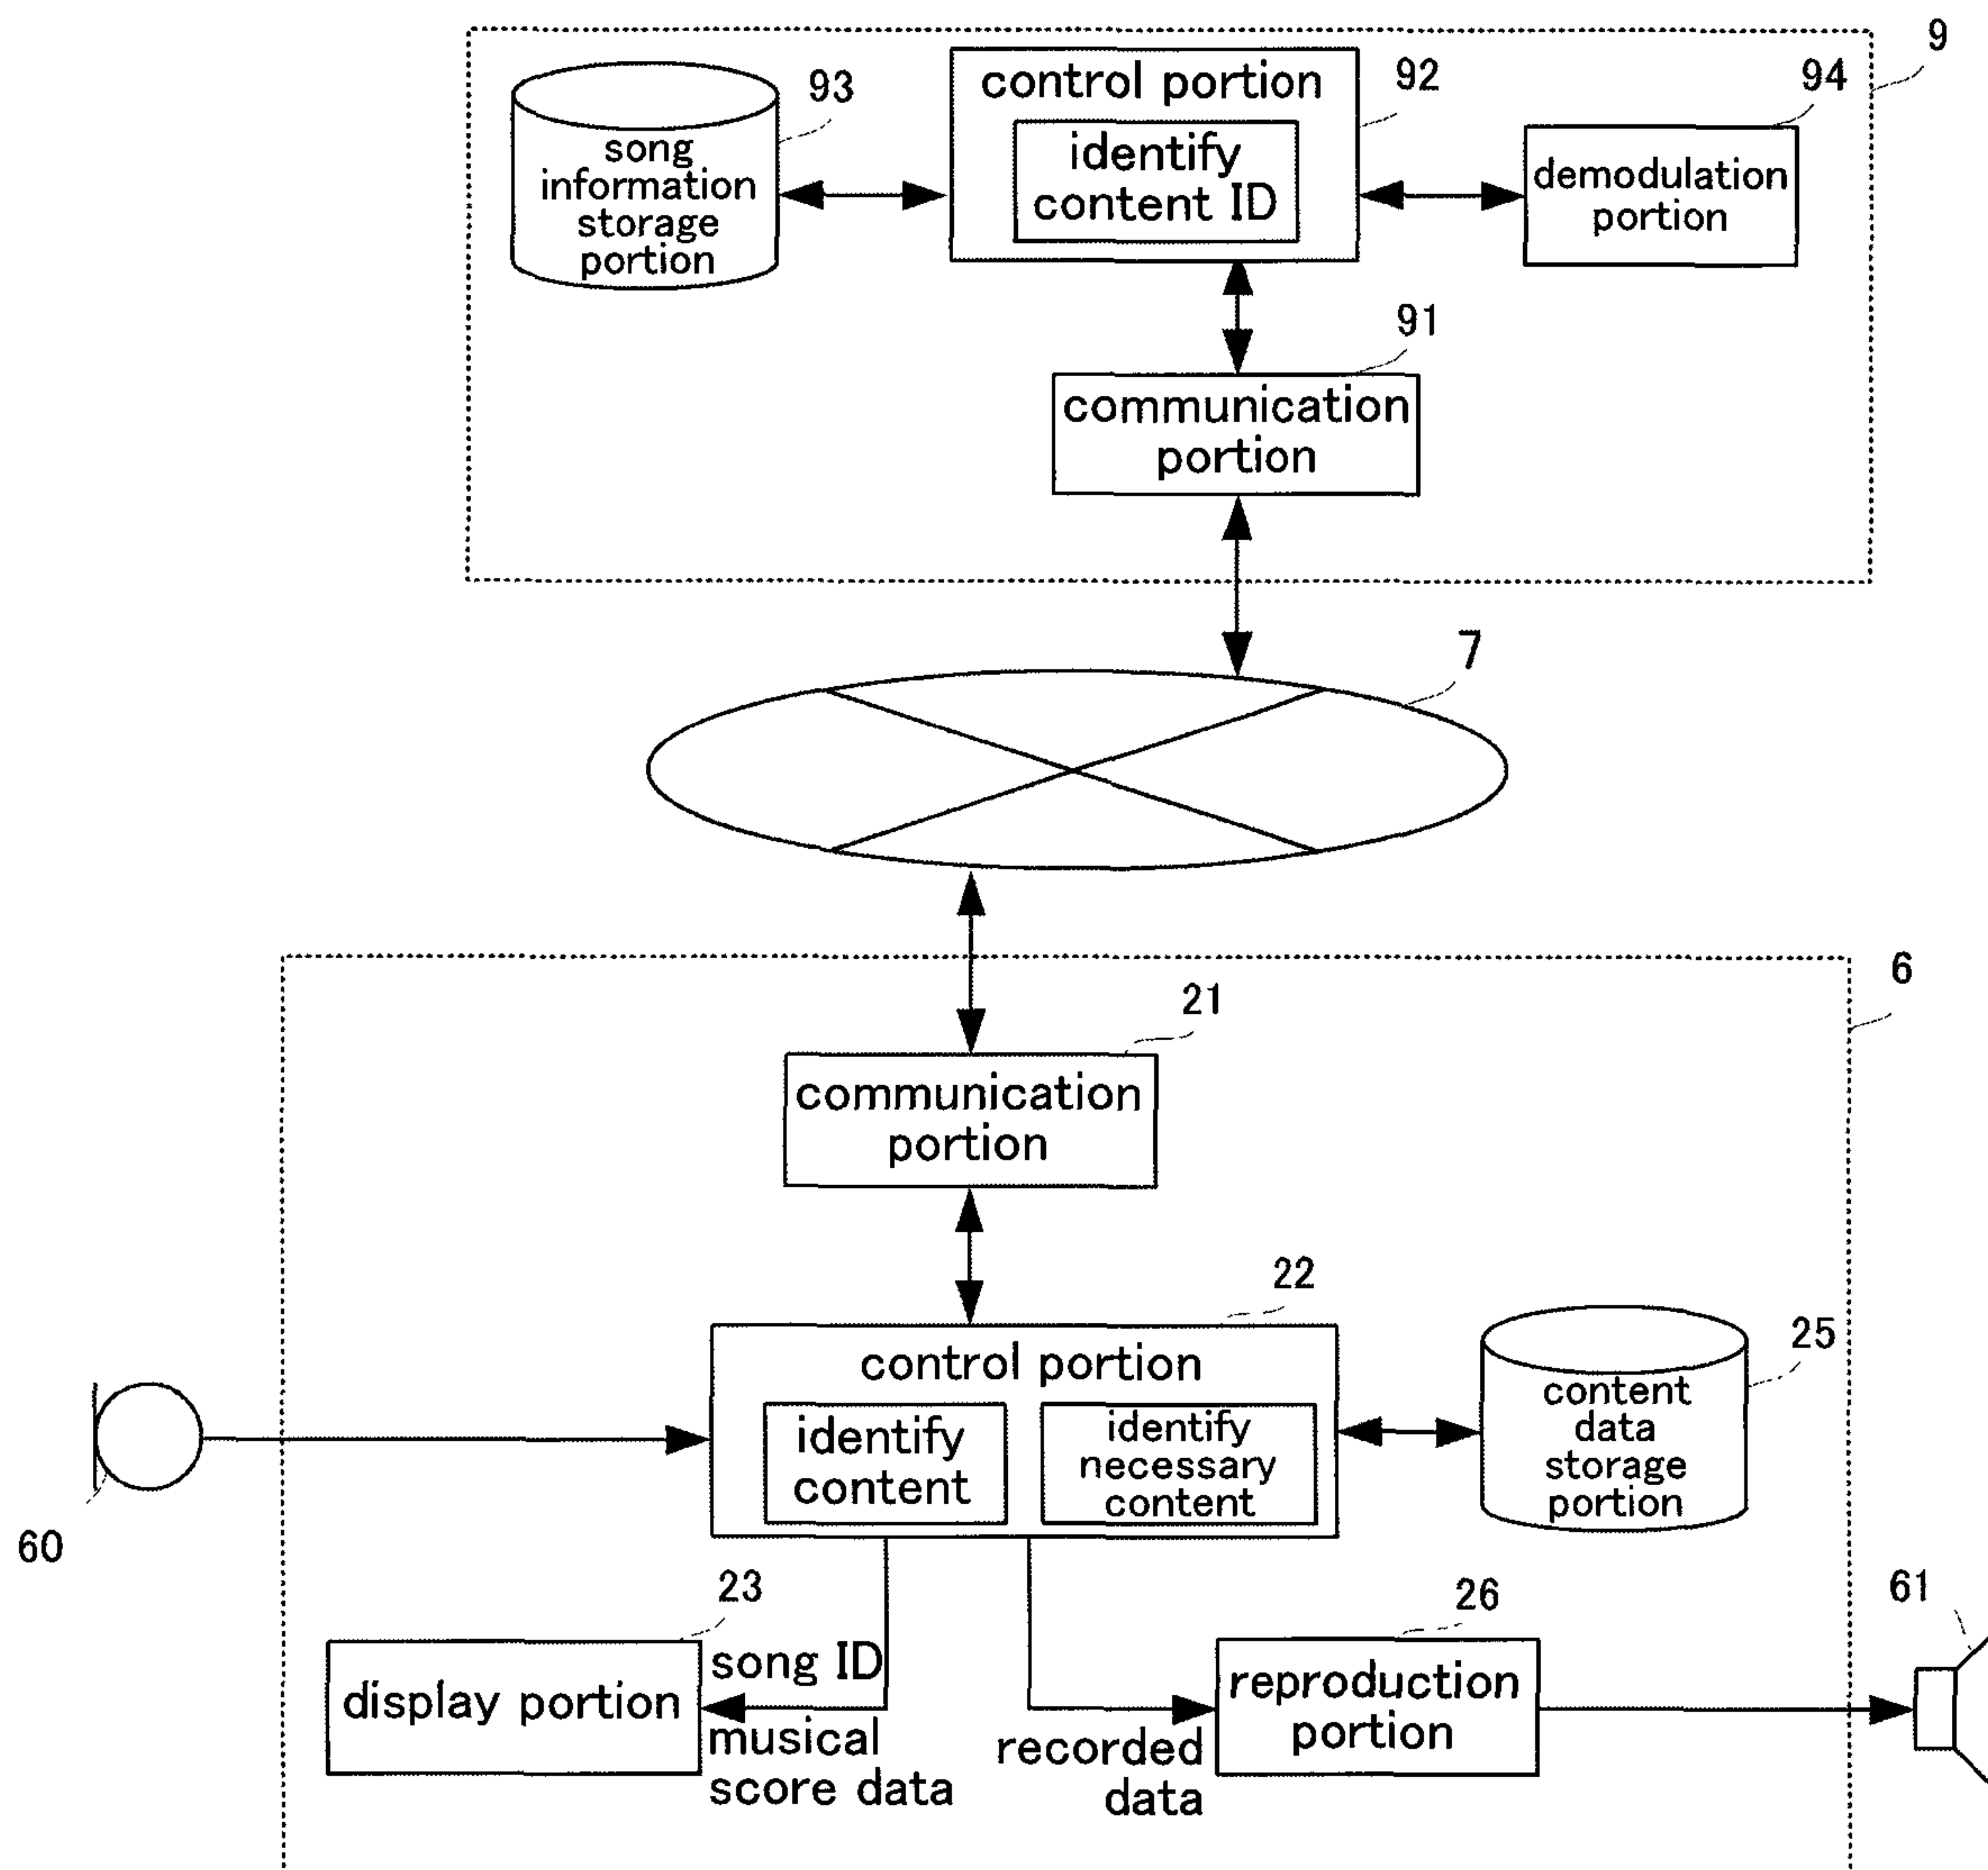 9
93
control portion
92
94
song
information
storage
portion
identify
content ID
demodulation
portion
91
communication
portion
7
6
21
communication
portion
22
control portion
25
identify
content
identify
necessary
content
content
data
storage
portion
60
23
26
61
display portion
song ID
musical
score data
recorded
data
reproduction
portion